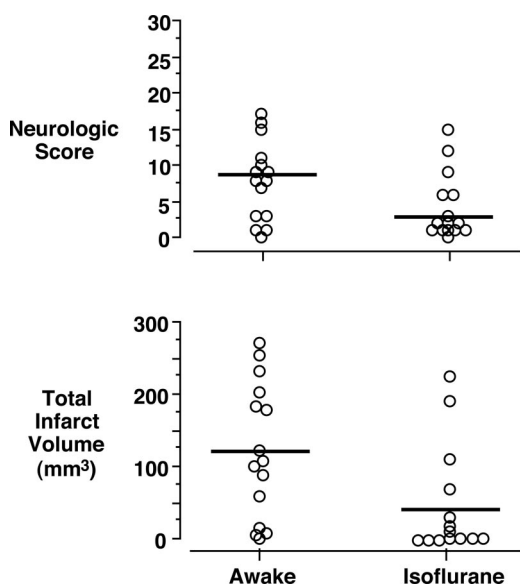 30
25
20
15
10
5
0
Neurologic
Score
300
200
100
0
Total
Infarct
Volume
(mm³)
Awake
Isoflurane